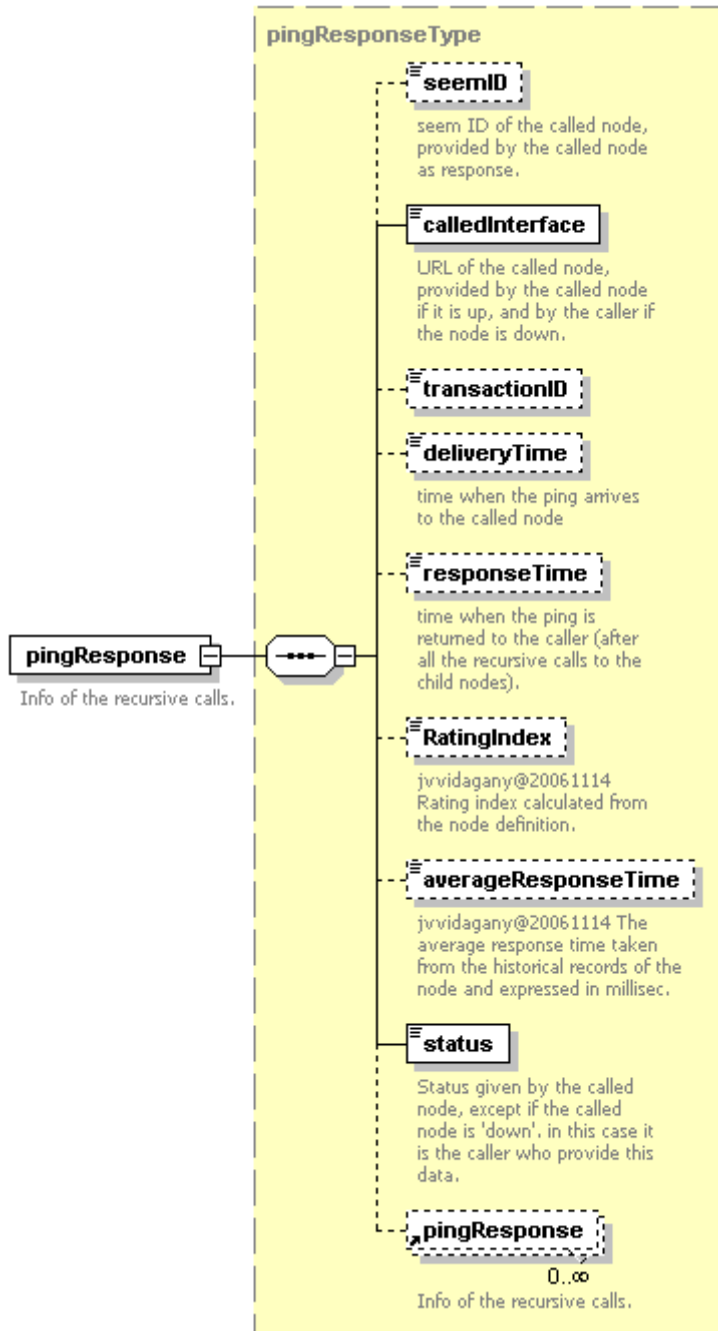 pingResponseType
seemID
seem ID of the called node,
provided by the called node
as response.
calledInterface
URL of the called node,
provided by the called node
if it is up, and by the caller if
the node is down.
transactionID
deliveryTime
time when the ping arrives
to the called node
responseTime
time when the ping is
returned to the caller (after
all the recursive calls to the
child nodes).
pingResponse
Info of the recursive calls.
RatingIndex
jvvidagany@20061114
Rating index calculated from
the node definition.
averageResponseTime
jvvidagany@20061114 The
average response time taken
from the historical records of the
node and expressed in millisec.
status
Status given by the called
node, except if the called
node is 'down'. in this case it
is the caller who provide this
data.
pingResponse
0..∞
Info of the recursive calls.